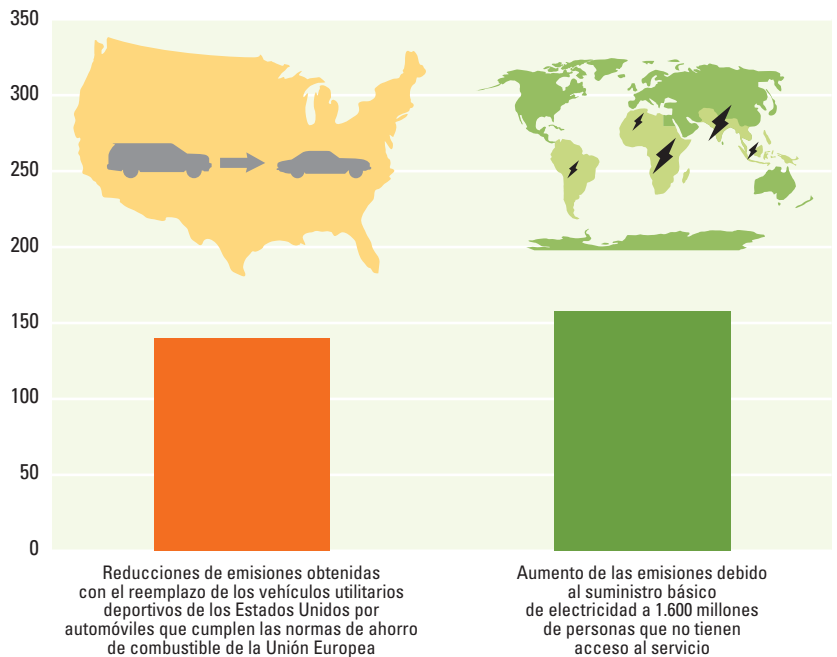 350
300
250
200
150
100
50
0
Reducciones de emisiones obtenidas
con el reemplazo de los vehículos utilitarios
deportivos de los Estados Unidos por
automóviles que cumplen las normas de ahorro
de combustible de la Unión Europea
Aumento de las emisiones debido
al suministro básico
de electricidad a 1.600 millones
de personas que no tienen
acceso al servicio